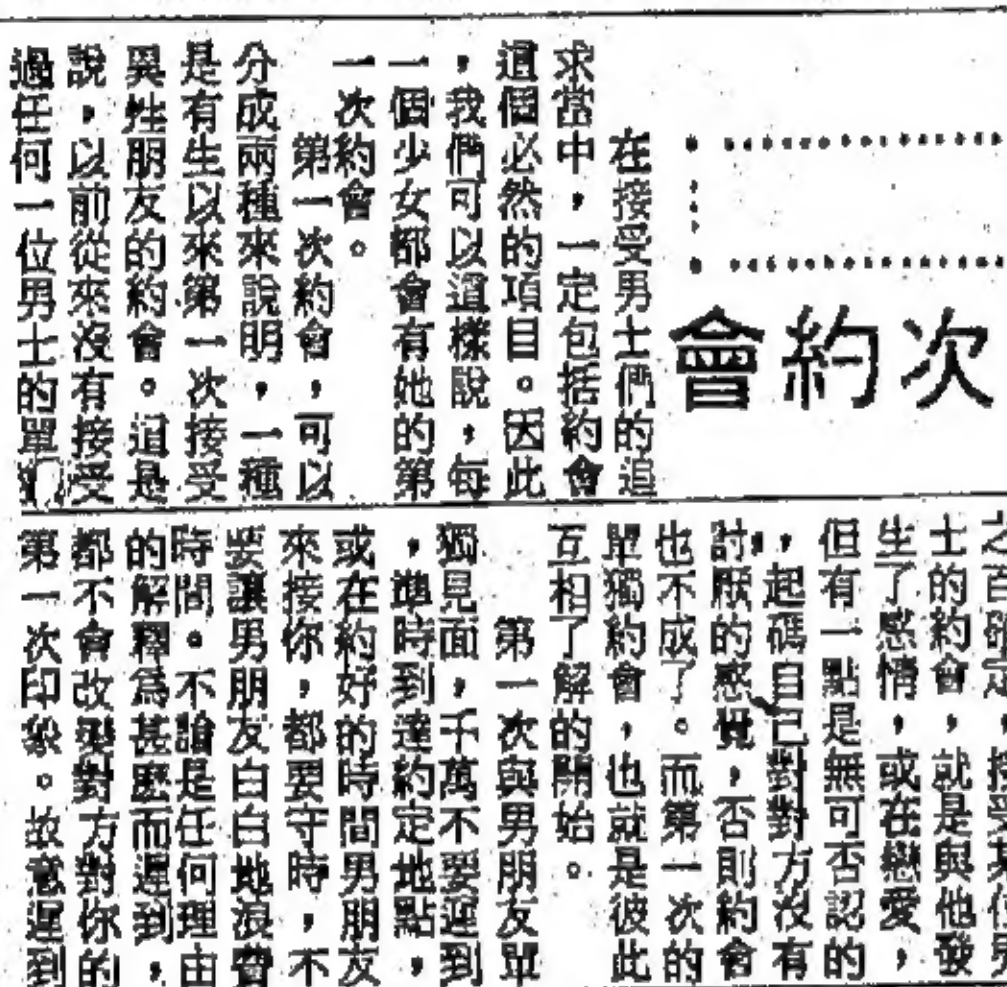 會約次
在接受男士們的追
求當中，一定包括約會
這個必然的項目。因此
，我們可以這樣說，每
一個少女都會有她的第
一次約會。
第一次約會，可以
分成兩種來說明，一種
是有生以來第一次接受
異性朋友的約會。這是
說，以前從來沒有接受
過任何一位男士的單
士的約會，就是與他發
生了感情，或在戀愛，
但有一點是無可否認的
，起碼自己對對方沒有
討厭的感覺，否則約會
也不成了。而第一次的
單獨約會，也就是彼此
互相了解的開始。
第一次與男朋友單
獨見面，千萬不要遲到
，準時到達約定地點，
或在約好的時間男朋友
來接你，都要守時，不
要讓男朋友白白地浪費
時間。不論是任何理由
的解釋爲甚麽而遲到，
都不會改變對方對你的
第一次印象。故意遲到